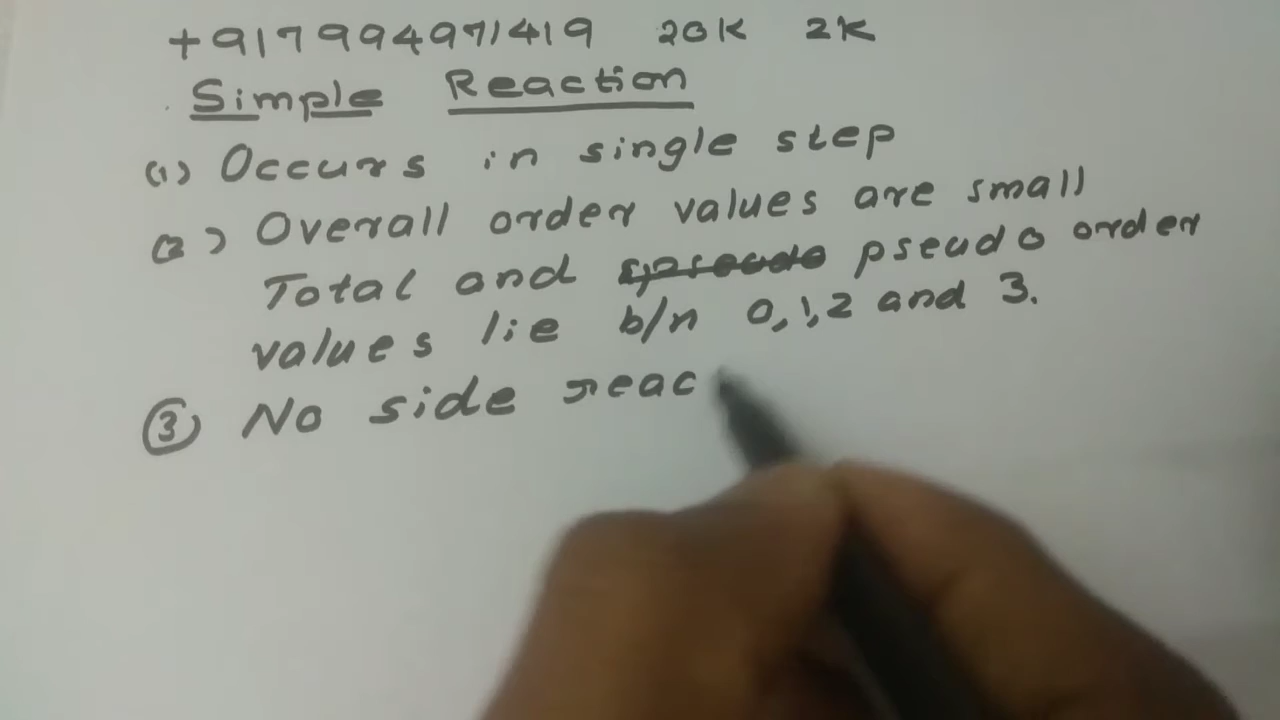 +917994971419 20K 2K
Simple Reaction
(1) Occurs in single step
(2) Overall order values are small
Total and pseudo order
values lie b/n 0,1,2 and 3.
(3) No side reac